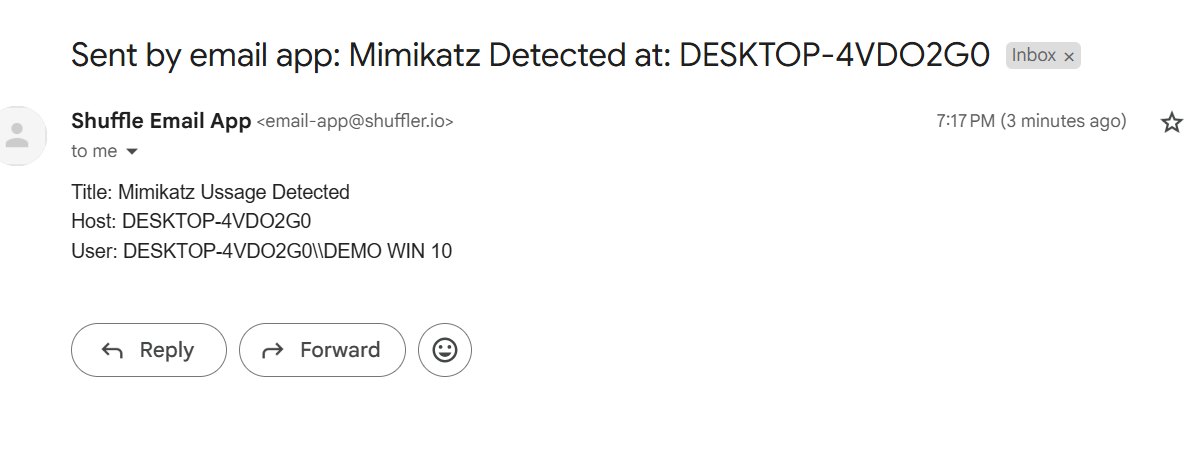 Sent by email app: Mimikatz Detected at: DESKTOP-4VDO2G0 Inbox ×
Shuffle Email App <email-app@shuffler.io> 7:17 PM (3 minutes ago)
to me
Title: Mimikatz Ussage Detected
Host: DESKTOP-4VDO2G0
User: DESKTOP-4VDO2G0\\DEMO WIN 10
Reply Forward